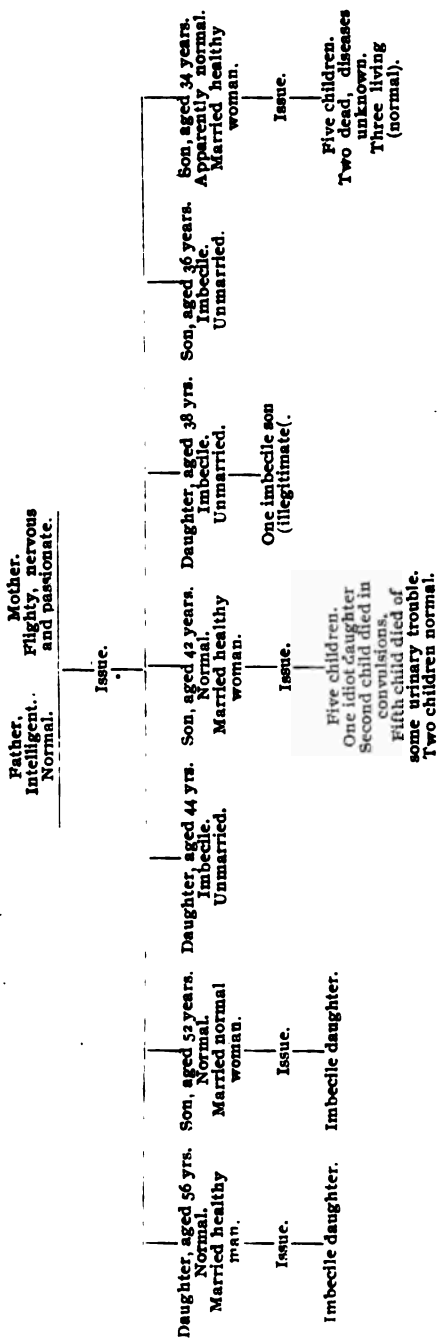 Father.
Intelligent..
Normal.
Mother.
Flighty, nervous
and passionate.
Issue.
Daughter, aged 56 yrs.
Normal.
Married healthy
man.
Issue.
Imbecile daughter.
Son, aged 52 years.
Normal.
Married normal
woman.
Issue.
Imbecile daughter.
Daughter, aged 44 years.
Imbecile.
Unmarried.
Son, aged 42 years.
Normal.
Married healthy
woman.
Issue.
Five children.
One idiot daughter
Second child died in
convulsions.
Fifth child died of
some urinary trouble.
Two children normal.
Daughter, aged 38 yrs.
Imbecile.
Unmarried.
One imbecile son
(illegitimate(.
Son, aged 36 years.
Imbecile.
Unmarried.
Son, aged 34 years.
Apparently normal.
Married healthy
woman.
Issue.
Five children.
Two dead, diseases
unknown.
Three living
(normal).